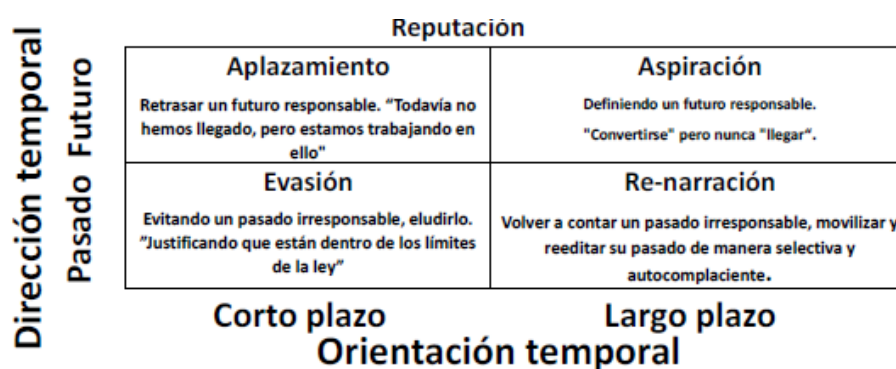 Reputación
Dirección temporal
Pasado Futuro
Aplazamiento
Retrasar un futuro responsable. “Todavía no
hemos llegado, pero estamos trabajando en
ello"
Aspiración
Definiendo un futuro responsable.
"Convertirse" pero nunca "llegar“.
Evasión
Evitando un pasado irresponsable, eludirlo.
”Justificando que están dentro de los límites
de la ley”
Re-narración
Volver a contar un pasado irresponsable, movilizar y
reeditar su pasado de manera selectiva y
autocomplaciente.
Corto plazo
Largo plazo
Orientación temporal